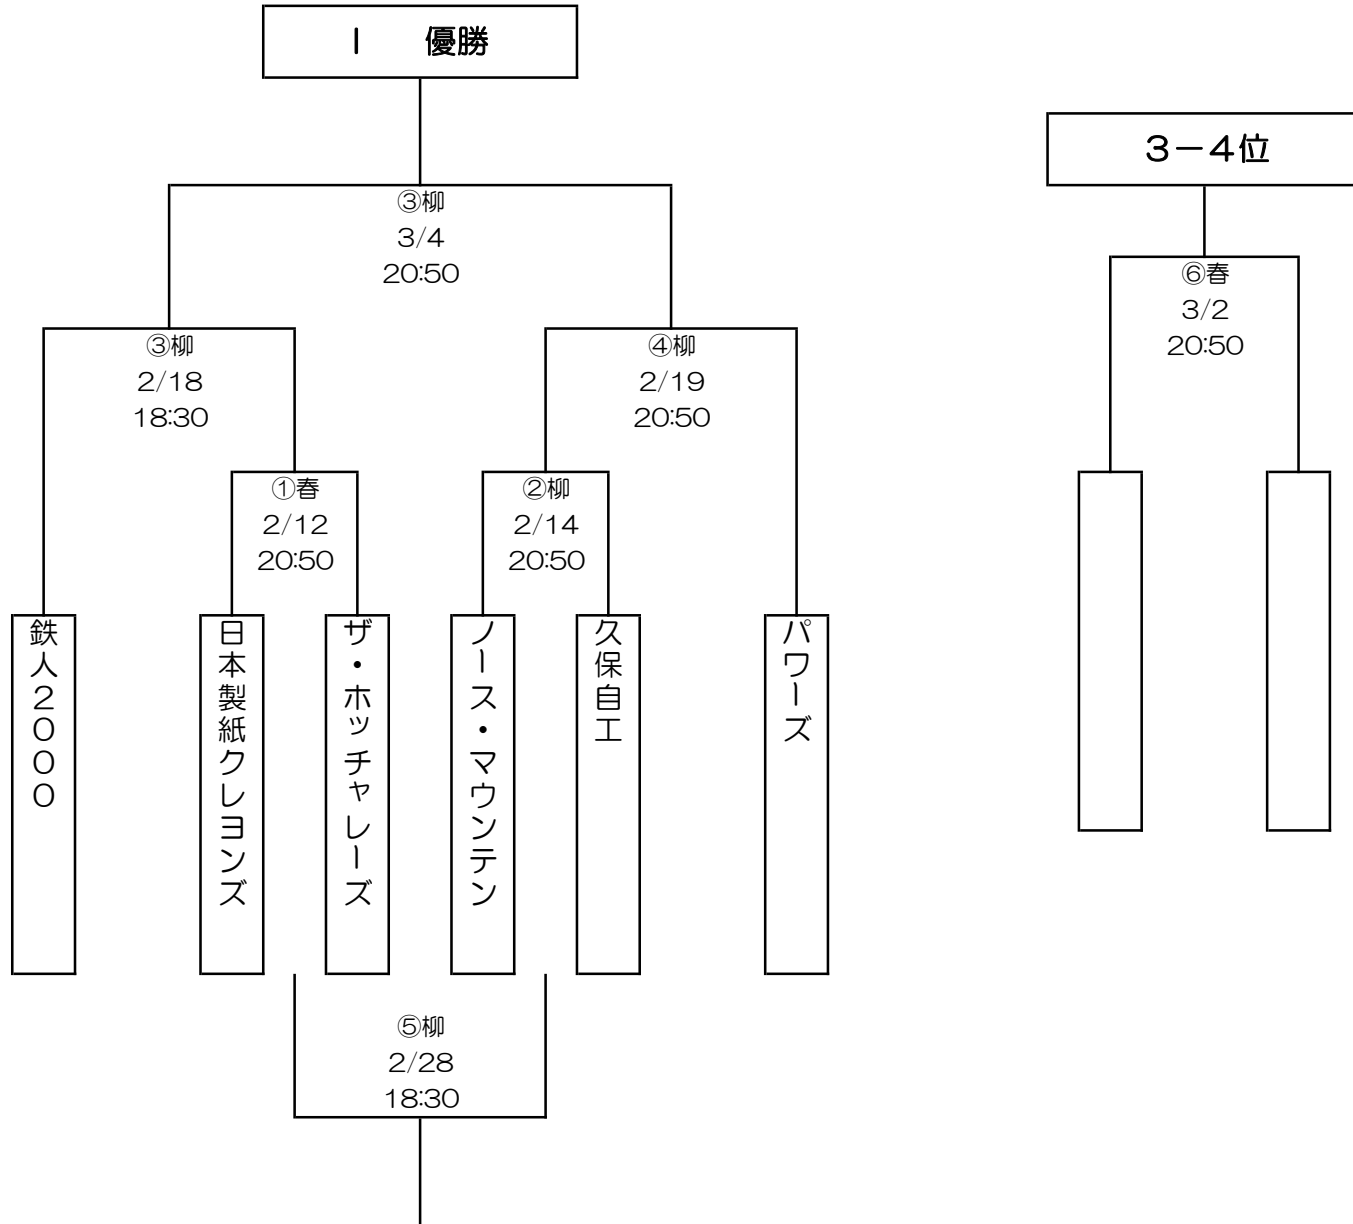 Ⅰ 優勝
3－4位
③柳
3/4
20:50
⑥春
3/2
20:50
③柳
2/18
18:30
④柳
2/19
20:50
①春
2/12
20:50
②柳
2/14
20:50
鉄人2000
日本製紙クレヨンズ
ザ・ホッチャレーズ
ノース・マウンテン
久保自工
パワーズ
⑤柳
2/28
18:30